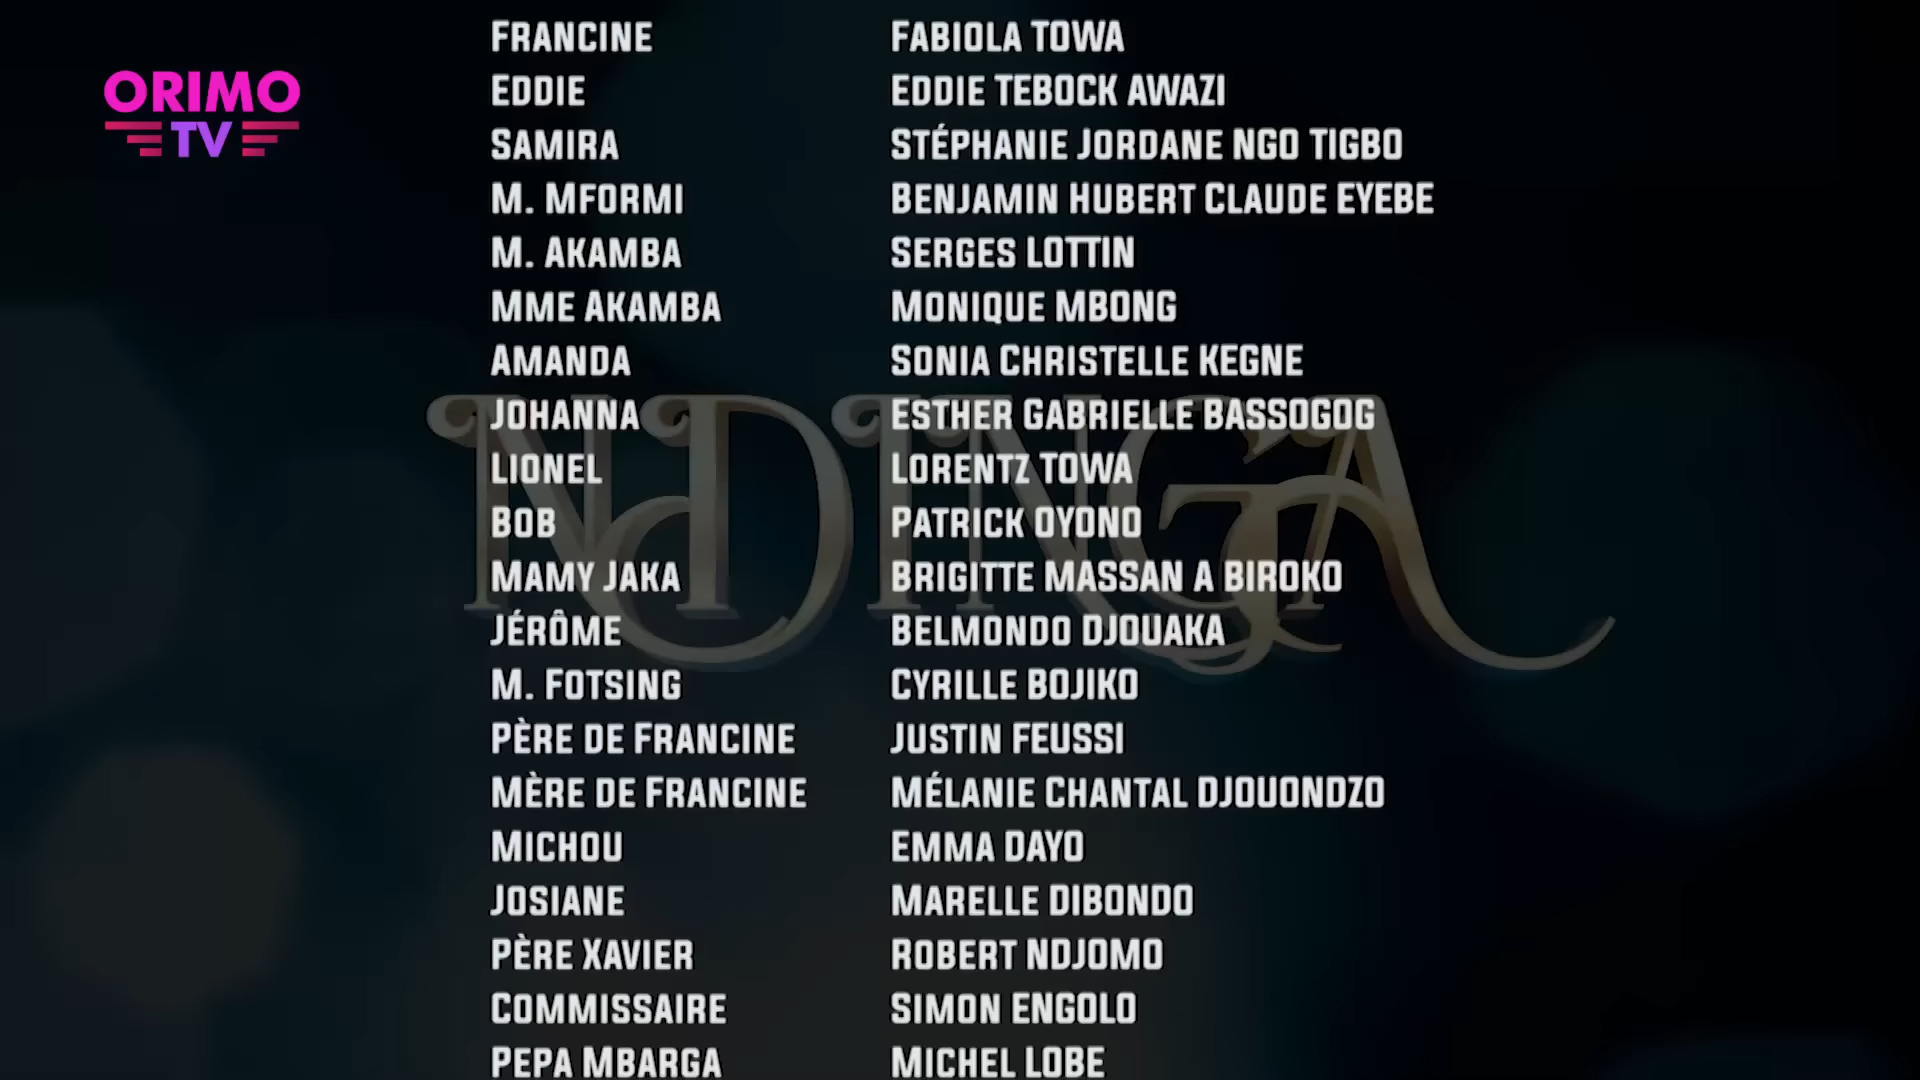 ORIMO
TV
FRANCINE FABIOLA TOWA
EDDIE EDDIE TEBOCK AWAZI
SAMIRA STÉPHANIE JORDANE NGO TIGBO
M. MFORMI BENJAMIN HUBERT CLAUDE EYEBE
M. AKAMBA SERGES LOTTIN
MME AKAMBA MONIQUE MBONG
AMANDA SONIA CHRISTELLE KEGNE
JOHANNA ESTHER GABRIELLE BASSOGOG
LIONEL LORENTZ TOWA
NDINGA
BOB PATRICK OYONO
MAMY JAKA BRIGITTE MASSAN A BIROKO
JÉRÔME BELMONDO DJOUAKA
M. FOTSING CYRILLE BOJIKO
PÈRE DE FRANCINE JUSTIN FEUSSI
MÈRE DE FRANCINE MÉLANIE CHANTAL DJOUONDZO
MICHOU EMMA DAYO
JOSIANE MARELLE DIBONDO
PÈRE XAVIER ROBERT NDJOMO
COMMISSAIRE SIMON ENGOLO
PEPA MBARGA MICHEL LOBE